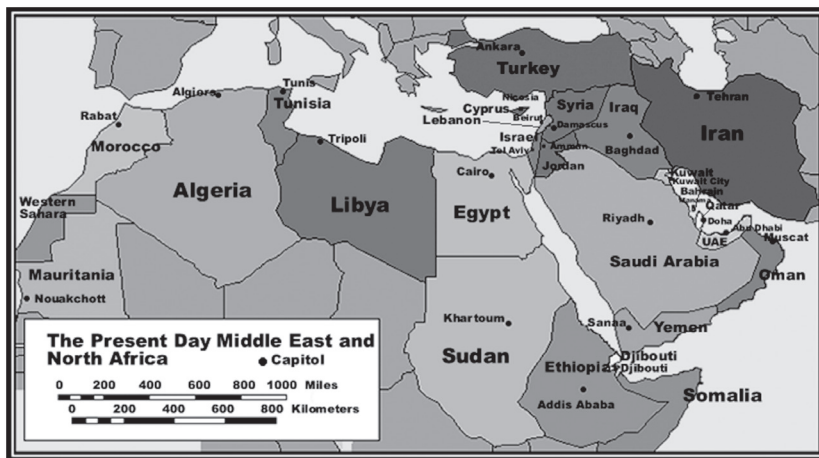 Ankara
Turkey
Tunis
Algiers
Tunisia
Nicosia
Cyprus
Syria
Iraq
Tehran
Rabat
Lebanon
Beirut
Damascus
Iran
Morocco
Tripoli
Israel
Tel Aviv
Amman
Baghdad
Jordan
Cairo
Kuwait
Kuwait City
Algeria
Libya
Egypt
Bahrain
Manama
Qatar
Western
Sahara
Riyadh
Doha
Abu Dhabi
UAE
Muscat
Saudi Arabia
Mauritania
Oman
Nouakchott
Khartoum
Sanaa
Yemen
Sudan
Ethiopia
Djibouti
Djibouti
Addis Ababa
Somalia
The Present Day Middle East and
North Africa
Capitol
0 200 400 600 800 1000 Miles
0 200 400 600 800 Kilometers